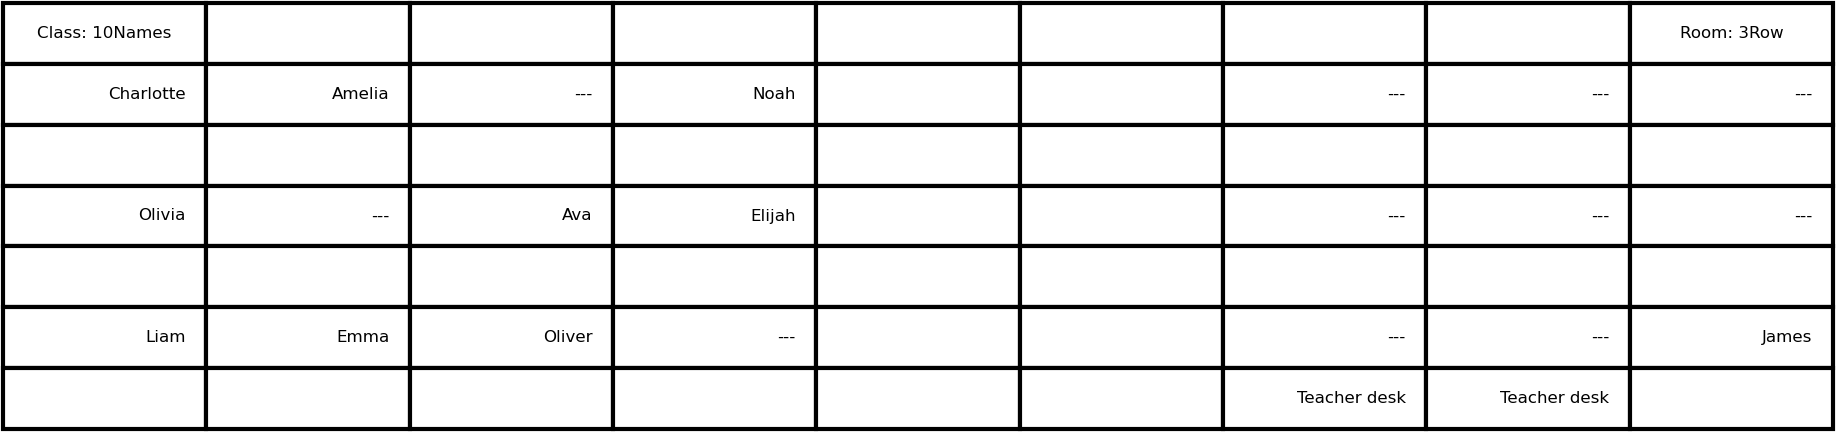 Class: 10Names Room: 3Row
Charlotte Amelia --- Noah --- --- ---
Olivia --- Ava Elijah --- --- ---
Liam Emma Oliver --- --- --- James
Teacher desk Teacher desk